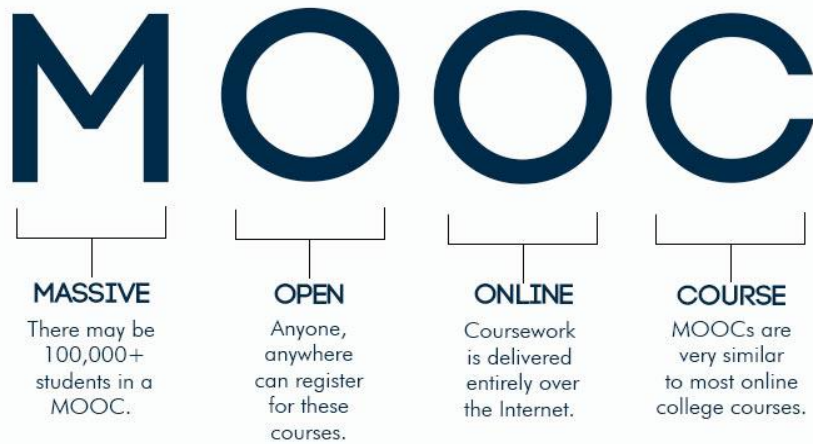 MOOC
MASSIVE
There may be
100,000+
students in a
MOOC.
OPEN
Anyone,
anywhere
can register
for these
courses.
ONLINE
Coursework
is delivered
entirely over
the Internet.
COURSE
MOOCs are
very similar
to most online
college courses.